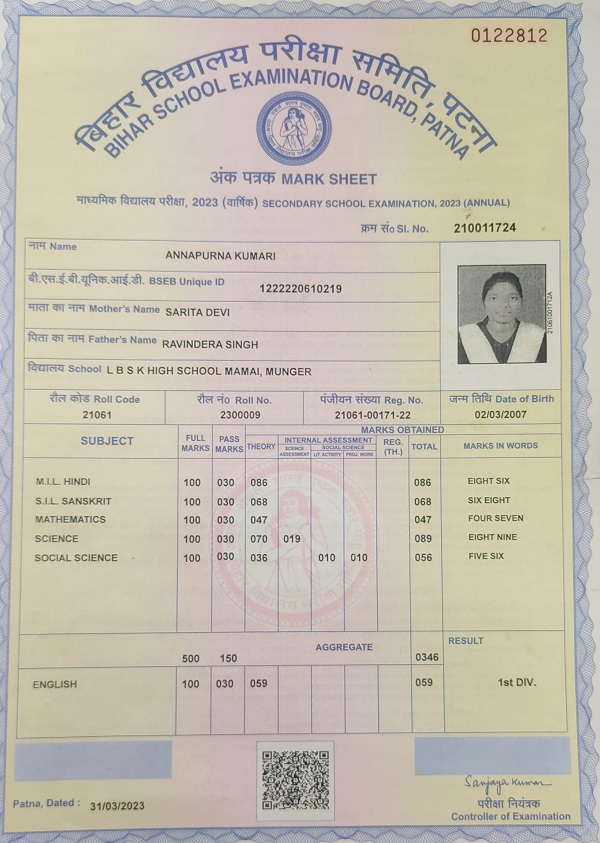 0122812
बिहार विद्यालय परीक्षा समिति, पटना
BIHAR SCHOOL EXAMINATION BOARD, PATNA
अंक पत्रक MARK SHEET
माध्यमिक विद्यालय परीक्षा, 2023 (वार्षिक) SECONDARY SCHOOL EXAMINATION, 2023 (ANNUAL)
क्रम सं० Sl. No. 210011724
नाम Name ANNAPURNA KUMARI
बी.एस.ई.बी.यूनिक.आई.डी. BSEB Unique ID 1222220610219
माता का नाम Mother's Name SARITA DEVI
पिता का नाम Father's Name RAVINDERA SINGH
विद्यालय School L B S K HIGH SCHOOL MAMAI, MUNGER
21061001712A
रौल कोड Roll Code रौल नं० Roll No. पंजीयन संख्या Reg. No. जन्म तिथि Date of Birth
21061 2300009 21061-00171-22 02/03/2007
SUBJECT FULL MARKS PASS MARKS MARKS OBTAINED MARKS IN WORDS
THEORY INTERNAL ASSESSMENT REG. (TH.) TOTAL
SCIENCE ASSESSMENT SOCIAL SCIENCE LIT. ACTIVITY PROJ. WORK
M.I.L. HINDI 100 030 086 086 EIGHT SIX
S.I.L. SANSKRIT 100 030 068 068 SIX EIGHT
MATHEMATICS 100 030 047 047 FOUR SEVEN
SCIENCE 100 030 070 019 089 EIGHT NINE
SOCIAL SCIENCE 100 030 036 010 010 056 FIVE SIX
500 150 AGGREGATE 0346 RESULT
ENGLISH 100 030 059 059 1st DIV.
Sanjaya Kumar
Patna, Dated : 31/03/2023
परीक्षा नियंत्रक
Controller of Examination